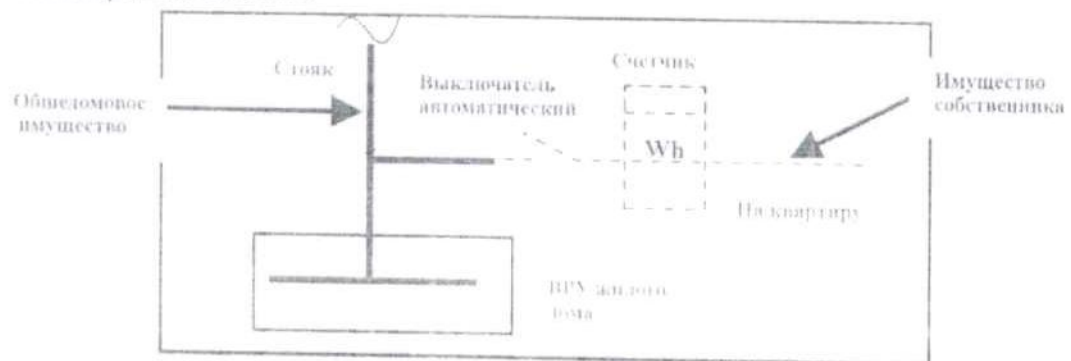 Стояк
Счетчик
Выключатель
автоматический
Имущество
собственника
Общедомовое
имущество
Wh
На квартиру
ВРУ жилого
дома